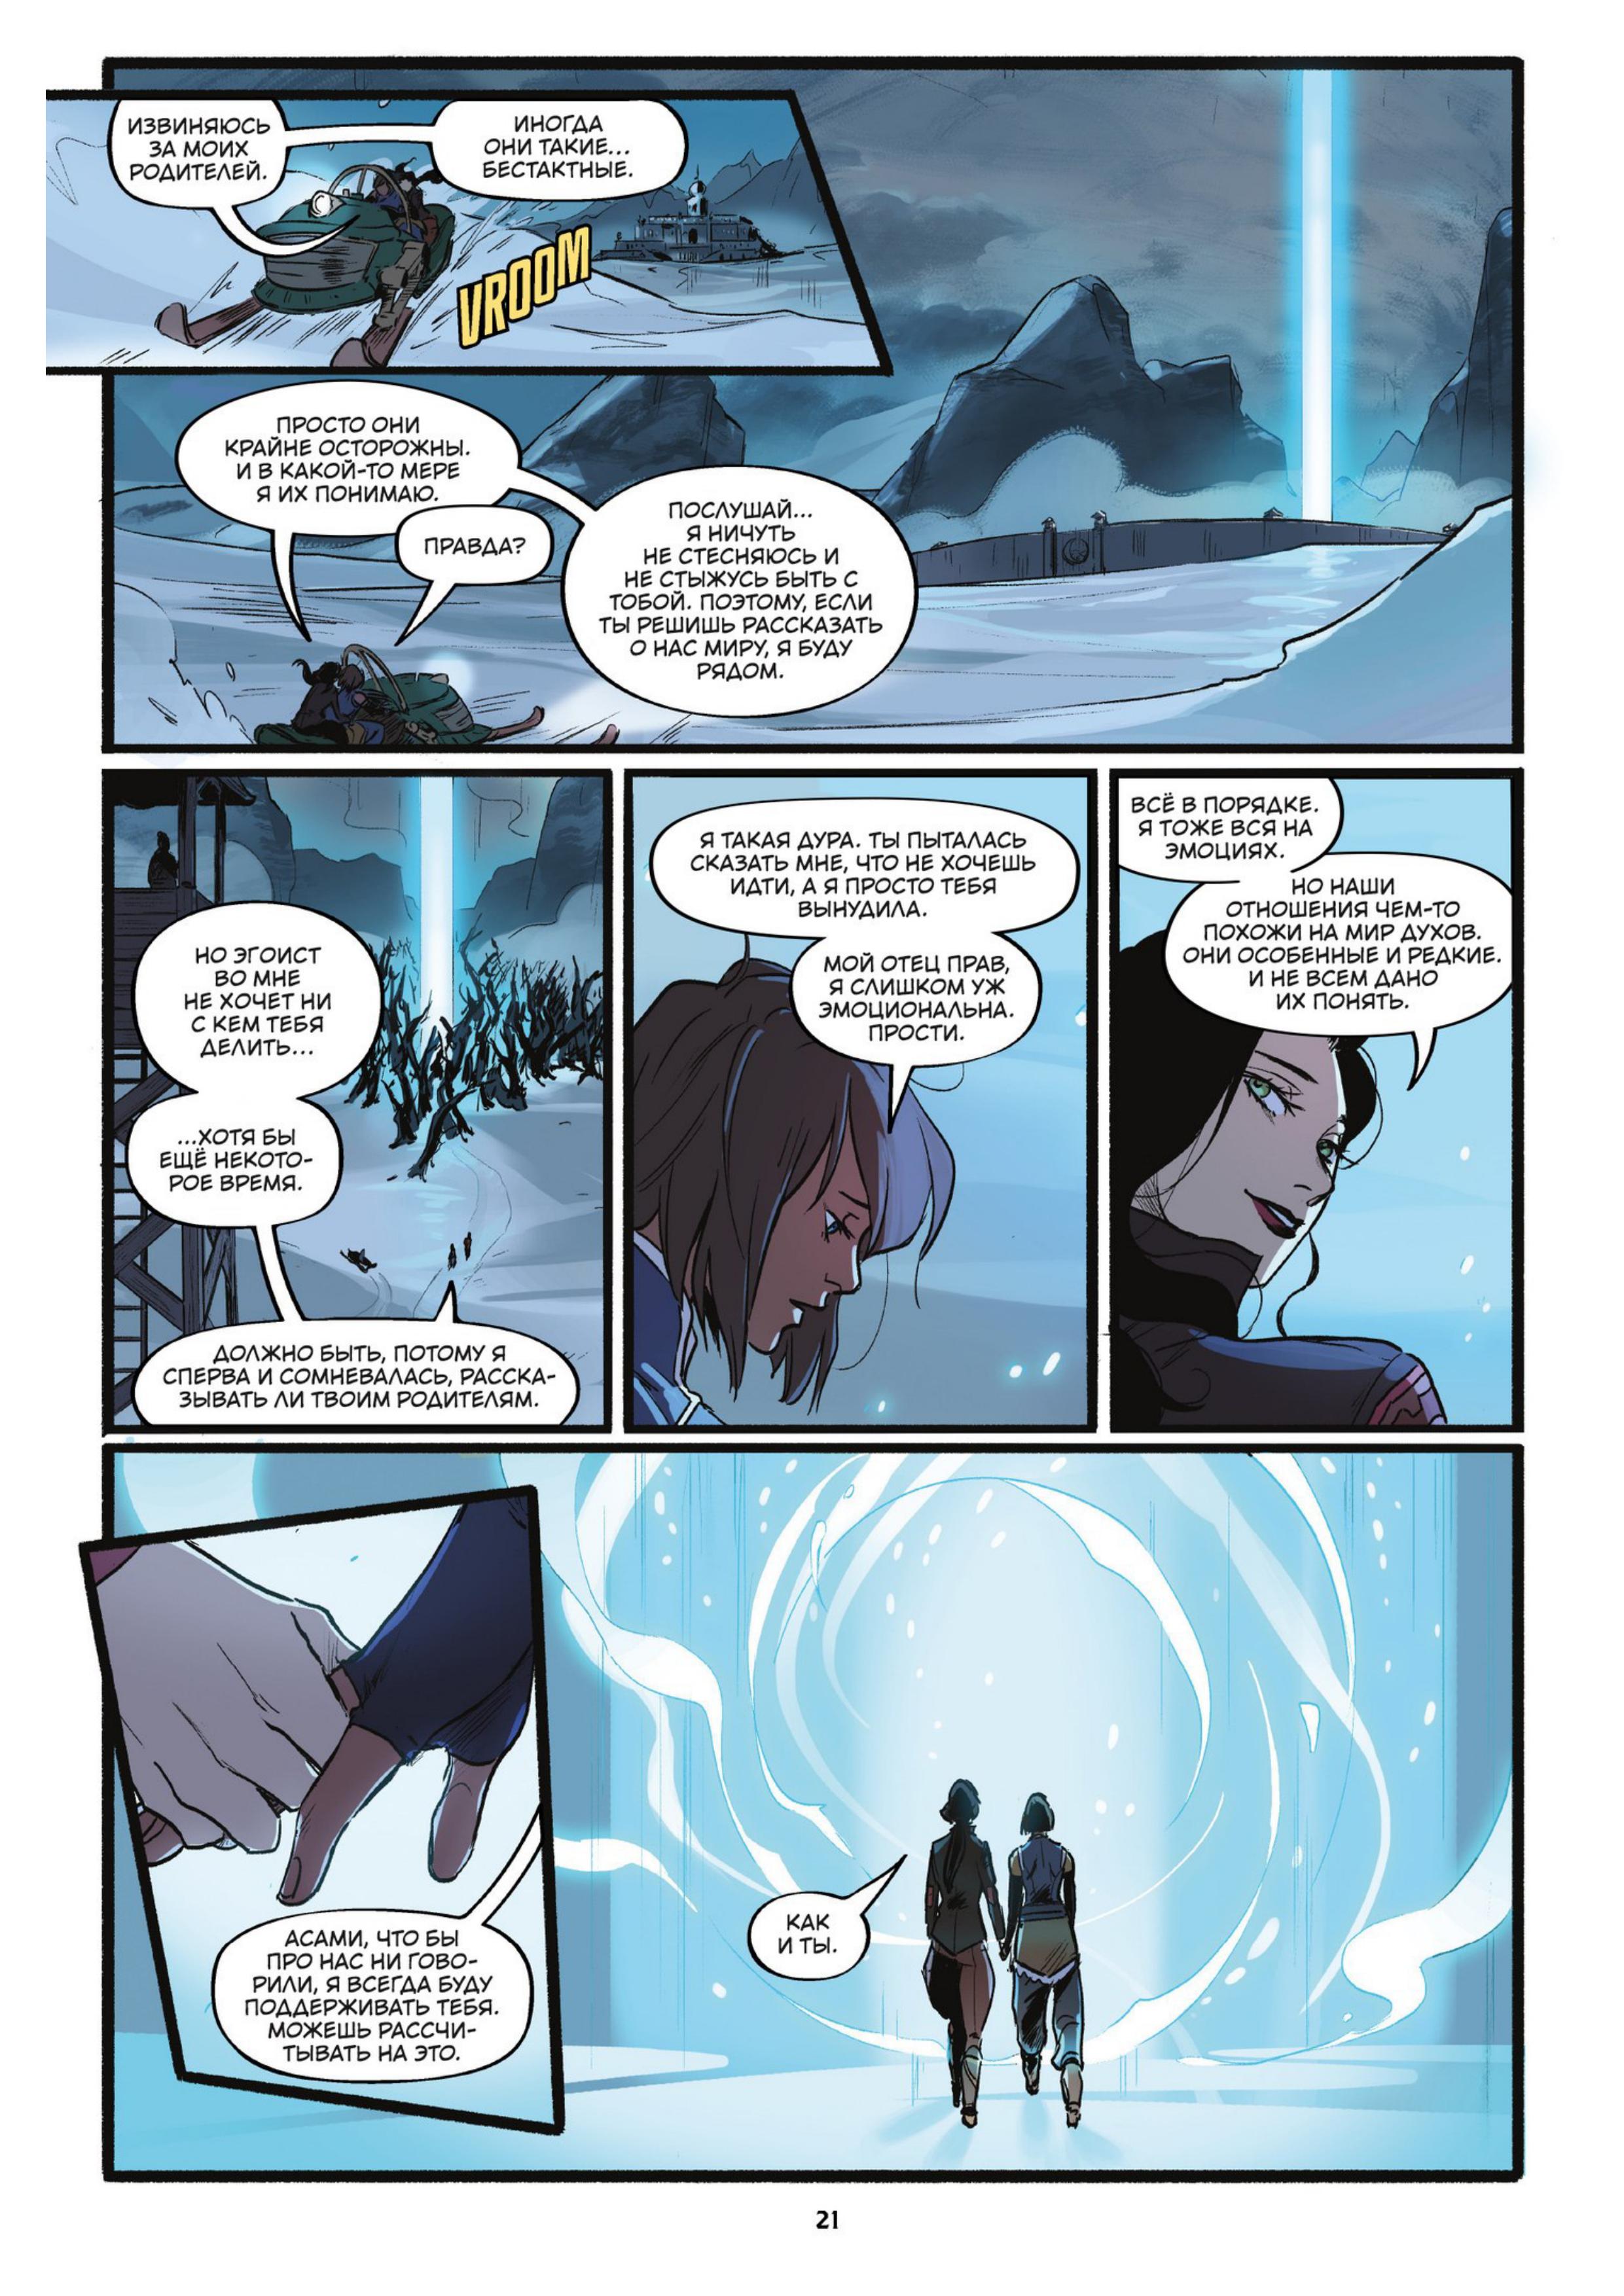 ИЗВИНЯЮСЬ
ЗА МОИХ
РОДИТЕЛЕЙ.
ИНОГДА
ОНИ ТАКИЕ...
БЕСТАКТНЫЕ.
VROOM
ПРОСТО ОНИ
КРАЙНЕ ОСТОРОЖНЫ.
И В КАКОЙ-ТО МЕРЕ
Я ИХ ПОНИМАЮ.
ПРАВДА?
ПОСЛУШАЙ...
Я НИЧУТЬ
НЕ СТЕСНЯЮСЬ И
НЕ СТЫЖУСЬ БЫТЬ С
ТОБОЙ. ПОЭТОМУ, ЕСЛИ
ТЫ РЕШИШЬ РАССКАЗАТЬ
О НАС МИРУ, Я БУДУ
РЯДОМ.
НО ЭГОИСТ
ВО МНЕ
НЕ ХОЧЕТ НИ
С КЕМ ТЕБЯ
ДЕЛИТЬ...
...ХОТЯ БЫ
ЕЩЁ НЕКОТО-
РОЕ ВРЕМЯ.
ДОЛЖНО БЫТЬ, ПОТОМУ Я
СПЕРВА И СОМНЕВАЛАСЬ, РАССКА-
ЗЫВАТЬ ЛИ ТВОИМ РОДИТЕЛЯМ.
Я ТАКАЯ ДУРА. ТЫ ПЫТАЛАСЬ
СКАЗАТЬ МНЕ, ЧТО НЕ ХОЧЕШЬ
ИДТИ, А Я ПРОСТО ТЕБЯ
ВЫНУДИЛА.
МОЙ ОТЕЦ ПРАВ,
Я СЛИШКОМ УЖ
ЭМОЦИОНАЛЬНА.
ПРОСТИ.
ВСЁ В ПОРЯДКЕ.
Я ТОЖЕ ВСЯ НА
ЭМОЦИЯХ.
НО НАШИ
ОТНОШЕНИЯ ЧЕМ-ТО
ПОХОЖИ НА МИР ДУХОВ.
ОНИ ОСОБЕННЫЕ И РЕДКИЕ.
И НЕ ВСЕМ ДАНО
ИХ ПОНЯТЬ.
АСАМИ, ЧТО БЫ
ПРО НАС НИ ГОВО-
РИЛИ, Я ВСЕГДА БУДУ
ПОДДЕРЖИВАТЬ ТЕБЯ.
МОЖЕШЬ РАССЧИ-
ТЫВАТЬ НА ЭТО.
КАК
И ТЫ.
21